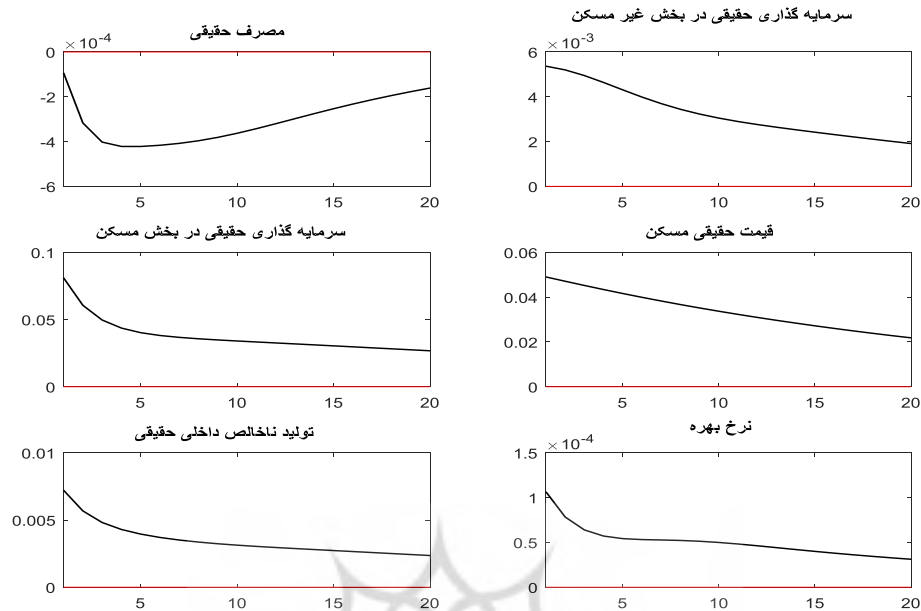 مصرف حقیقی
×10-4
0
-2
-4
-6
5 10 15 20
سرمایه گذاری حقیقی در بخش غیر مسکن
×10-3
6
4
2
0
5 10 15 20
سرمایه گذاری حقیقی در بخش مسکن
0.1
0.05
0
5 10 15 20
قیمت حقیقی مسکن
0.06
0.04
0.02
0
5 10 15 20
تولید ناخالص داخلی حقیقی
0.01
0.005
0
5 10 15 20
نرخ بهره
×10-4
1.5
1
0.5
0
5 10 15 20